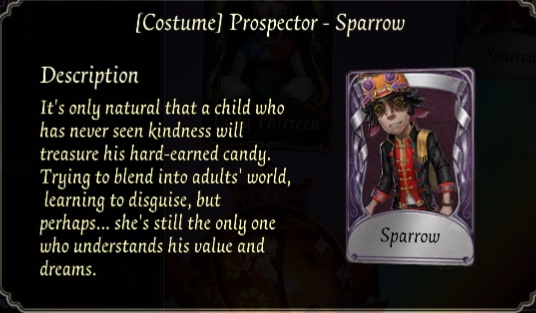 [Costume] Prospector - Sparrow
Description
It's only natural that a child who
has never seen kindness will
treasure his hard-earned candy.
Trying to blend into adults' world,
learning to disguise, but
perhaps... she's still the only one
who understands his value and
dreams.
Sparrow
Sparrow
Thirteen